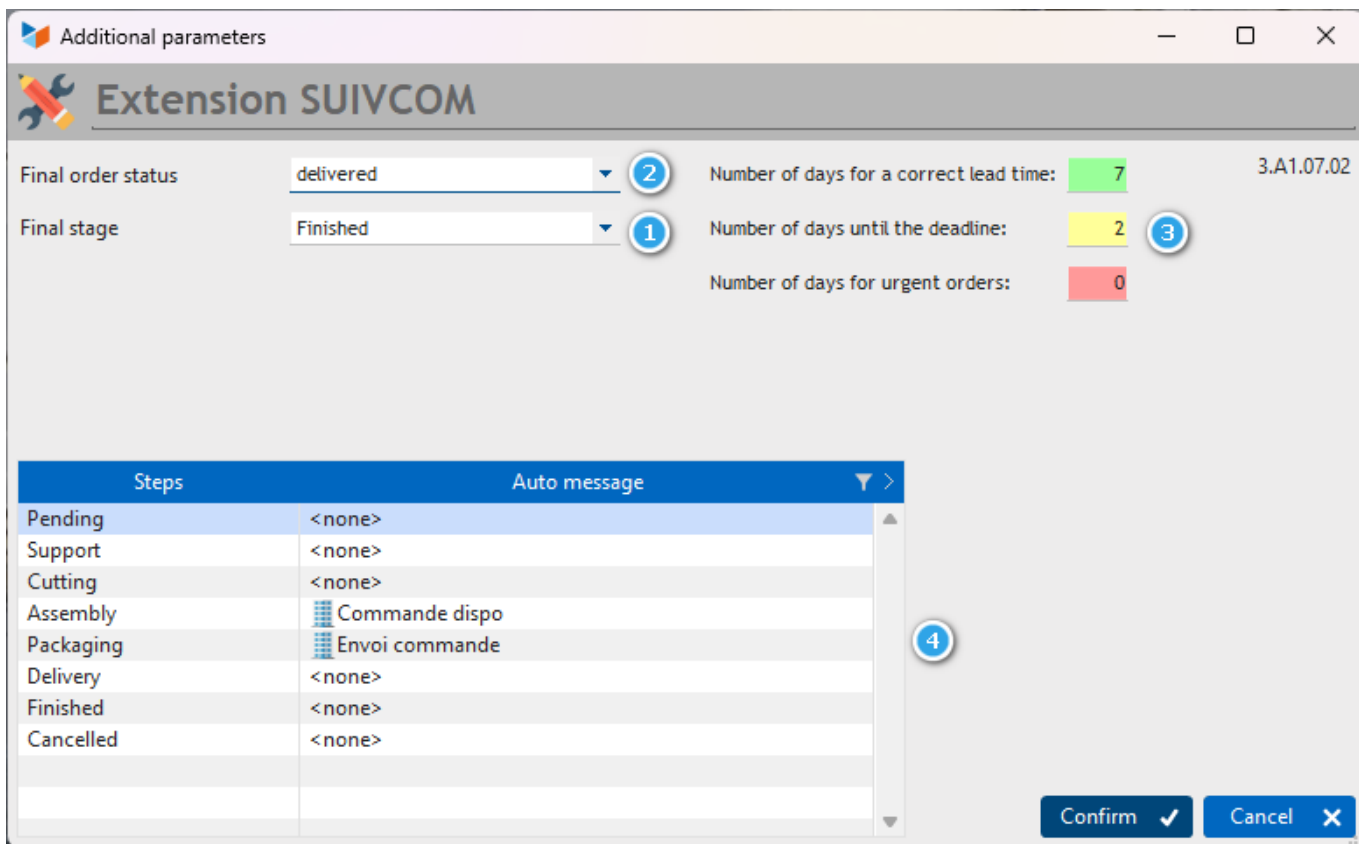 Additional parameters
Extension SUIVCOM
Final order status delivered 2 Number of days for a correct lead time: 7 3.A1.07.02
Final stage Finished 1 Number of days until the deadline: 2 3
Number of days for urgent orders: 0
Steps Auto message
Pending <none>
Support <none>
Cutting <none>
Assembly Commande dispo
Packaging Envoi commande
4
Delivery <none>
Finished <none>
Cancelled <none>
Confirm Cancel